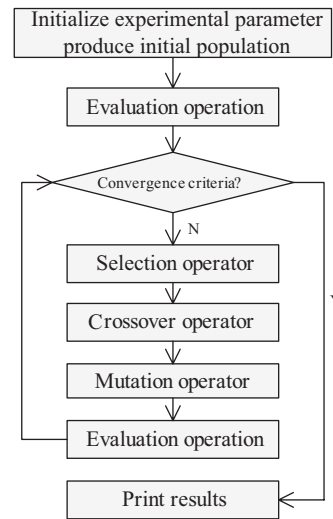 Initialize experimental parameter
produce initial population
Evaluation operation
Convergence criteria?
N
Selection operator
Crossover operator
Mutation operator
Evaluation operation
Print results